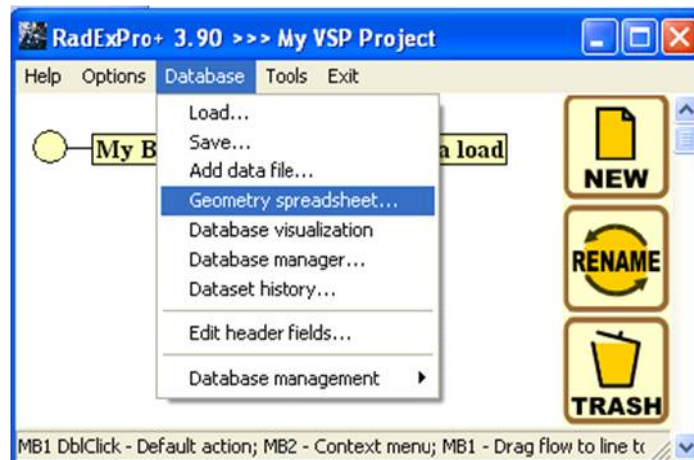 RadExPro+ 3.90 >>> My VSP Project
Help Options Database Tools Exit
My B
a load
Load...
Save...
Add data file...
Geometry spreadsheet...
Database visualization
Database manager...
Dataset history...
Edit header fields...
Database management
NEW
RENAME
TRASH
MB1 DblClick - Default action; MB2 - Context menu; MB1 - Drag flow to line to